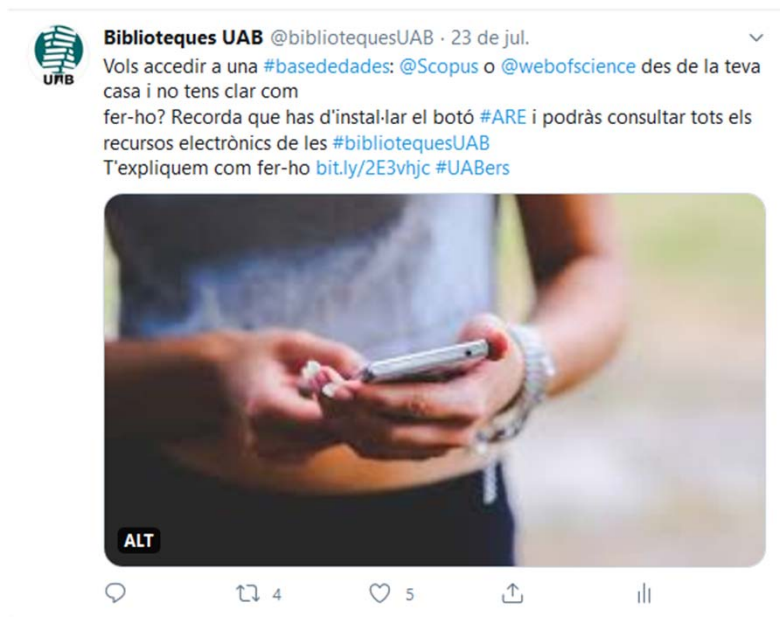 UAB
Biblioteques UAB @bibliotequesUAB · 23 de jul.
Vols accedir a una #basededades: @Scopus o @webofscience des de la teva
casa i no tens clar com
fer-ho? Recorda que has d'instal·lar el botó #ARE i podràs consultar tots els
recursos electrònics de les #bibliotequesUAB
T'expliquem com fer-ho bit.ly/2E3vhjc #UABers
ALT
4 5